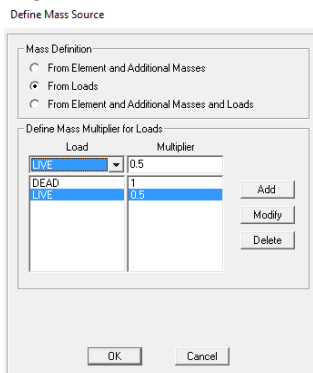 Define Mass Source
Mass Definition
From Element and Additional Masses
From Loads
From Element and Additional Masses and Loads
Define Mass Multiplier for Loads
Load Multiplier
LIVE 0.5
DEAD 1
LIVE 0.5
Add
Modify
Delete
OK Cancel